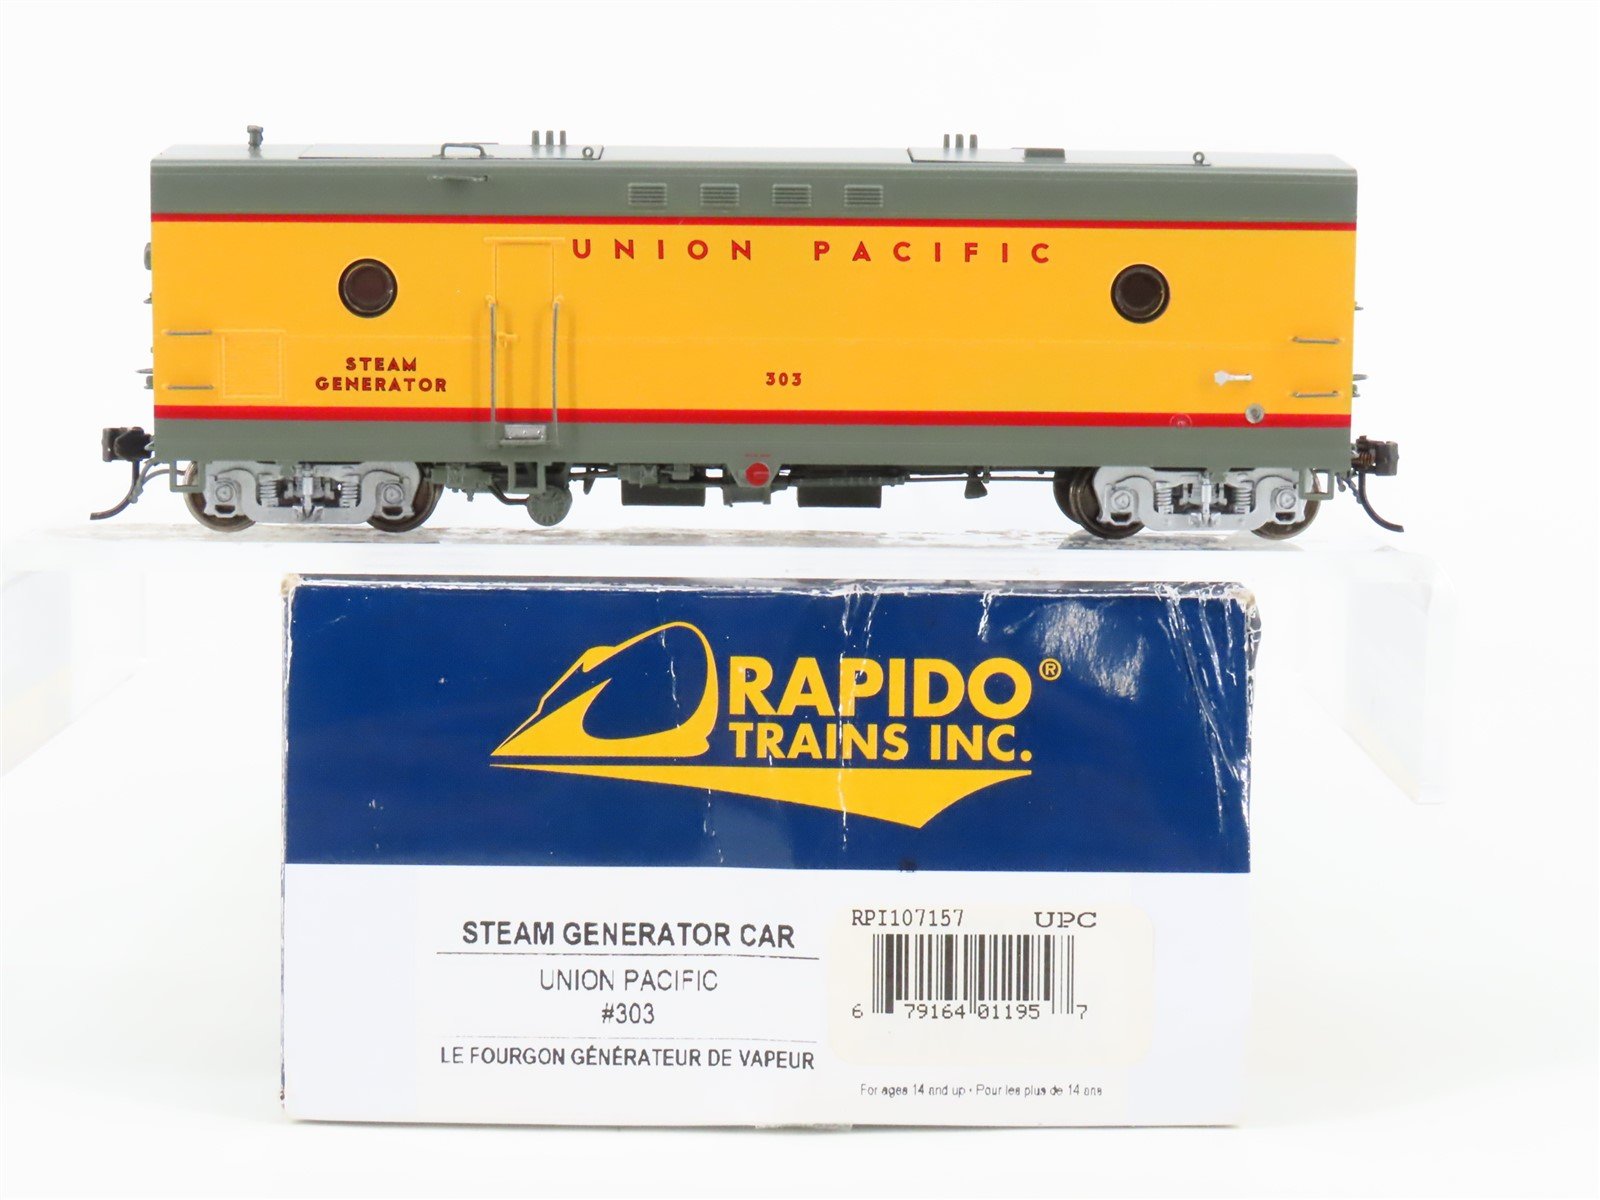 UNION PACIFIC
STEAM
GENERATOR
303
RAPIDO®
TRAINS INC.
STEAM GENERATOR CAR
UNION PACIFIC
#303
LE FOURGON GÉNÉRATEUR DE VAPEUR
RPI107157 UPC
6 79164 01195 7
For ages 14 and up • Pour les plus de 14 ans